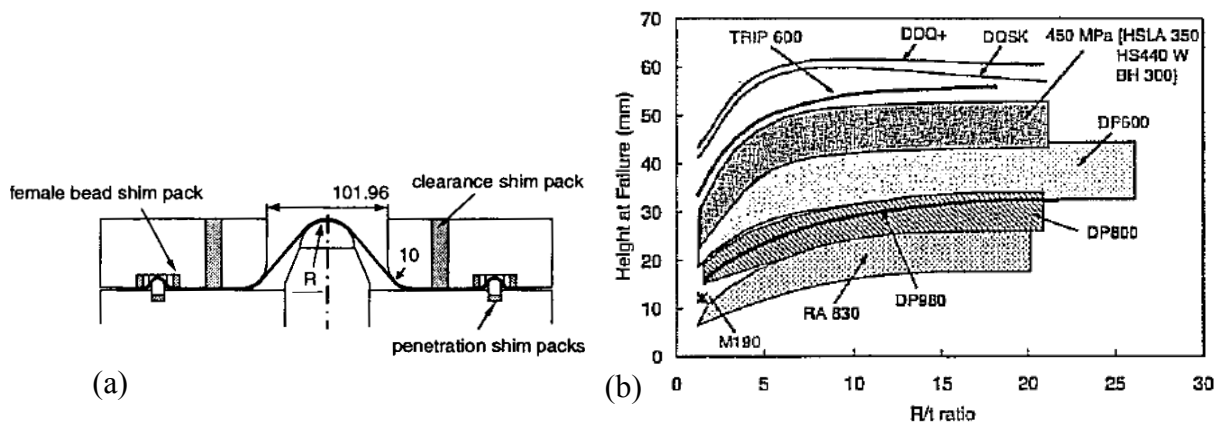 female bead shim pack
101.96
clearance shim pack
R
10
penetration shim packs
(a)
(b)
Height at Failure (mm)
70
60
50
40
30
20
10
0
TRIP 600
DDQ+
DQSK
450 MPa [HSLA 350
HS440 W
BH 300]
DP600
DP800
DP980
RA 830
M190
0
5
10
15
20
25
30
R/t ratio